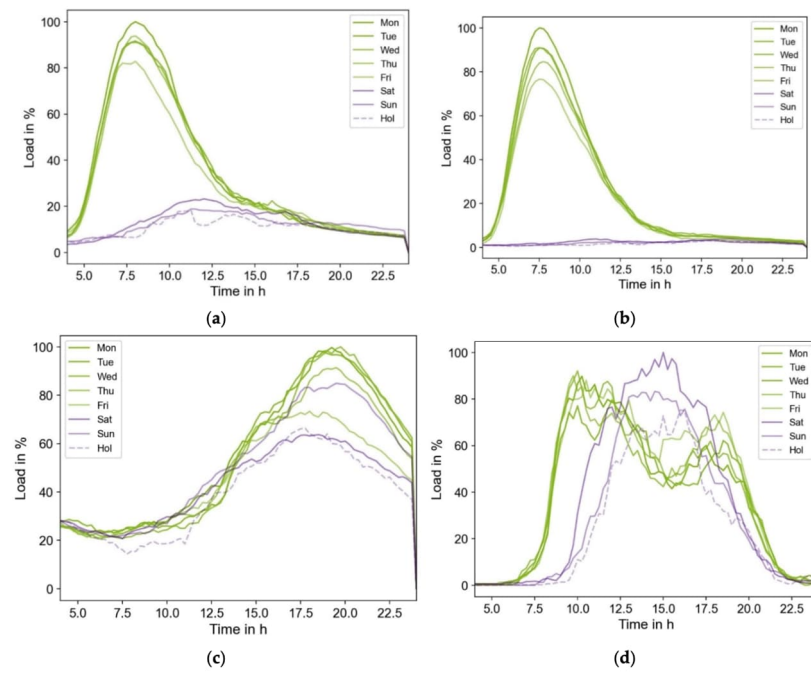 100
80
60
40
20
0
Load in %
5.0 7.5 10.0 12.5 15.0 17.5 20.0 22.5
Time in h
Mon
Tue
Wed
Thu
Fri
Sat
Sun
Hol
(a)
100
80
60
40
20
0
Load in %
5.0 7.5 10.0 12.5 15.0 17.5 20.0 22.5
Time in h
Mon
Tue
Wed
Thu
Fri
Sat
Sun
Hol
(b)
100
80
60
40
20
0
Load in %
5.0 7.5 10.0 12.5 15.0 17.5 20.0 22.5
Time in h
Mon
Tue
Wed
Thu
Fri
Sat
Sun
Hol
(c)
100
80
60
40
20
0
Load in %
5.0 7.5 10.0 12.5 15.0 17.5 20.0 22.5
Time in h
Mon
Tue
Wed
Thu
Fri
Sat
Sun
Hol
(d)